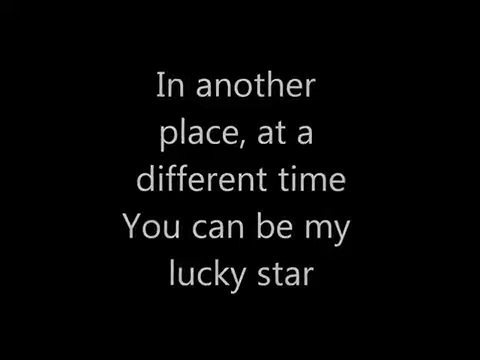 In another
place, at a
different time
You can be my
lucky star